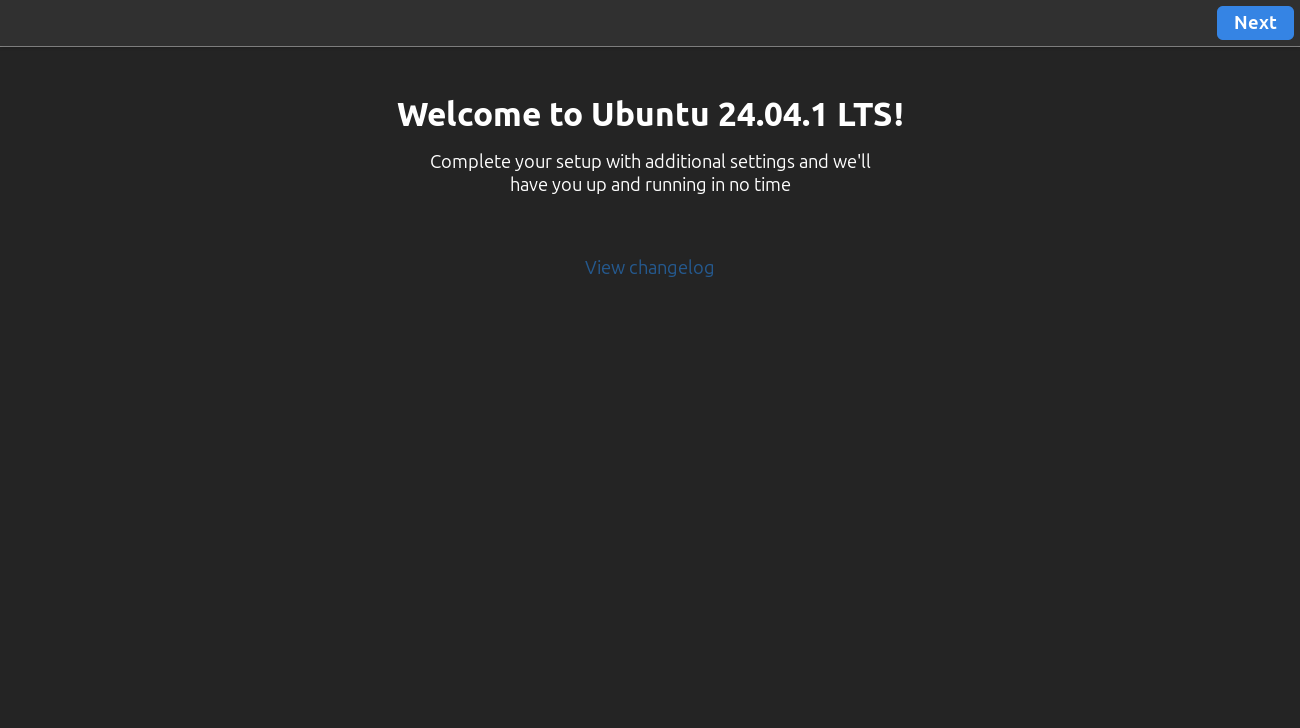 Next
Welcome to Ubuntu 24.04.1 LTS!
Complete your setup with additional settings and we'll
have you up and running in no time
View changelog